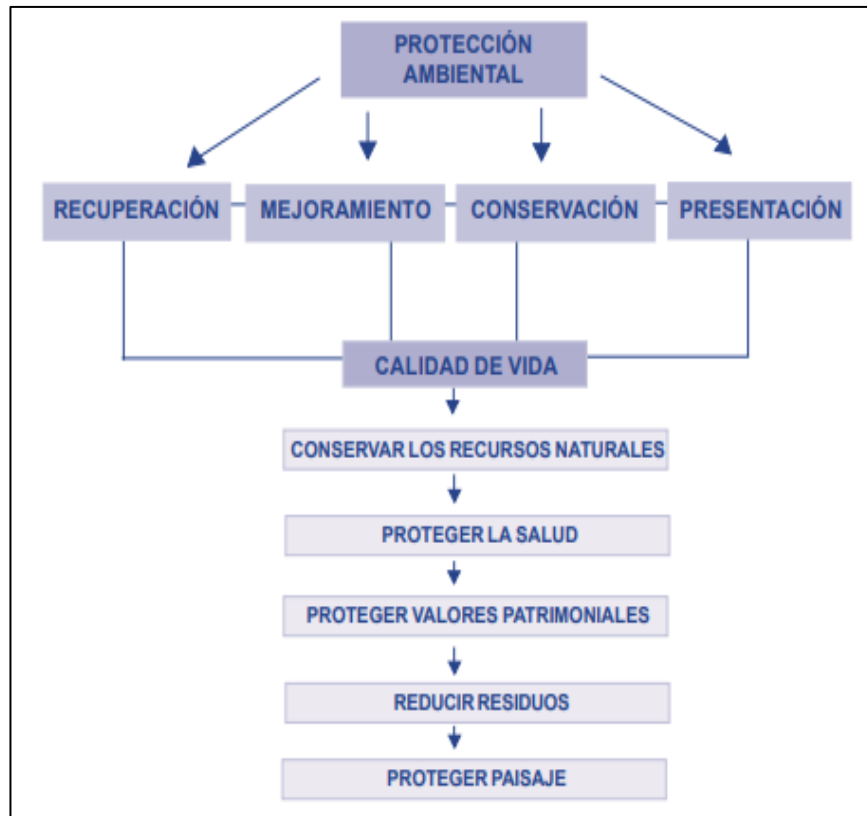 PROTECCIÓN
AMBIENTAL
RECUPERACIÓN
MEJORAMIENTO
CONSERVACIÓN
PRESENTACIÓN
CALIDAD DE VIDA
CONSERVAR LOS RECURSOS NATURALES
PROTEGER LA SALUD
PROTEGER VALORES PATRIMONIALES
REDUCIR RESIDUOS
PROTEGER PAISAJE